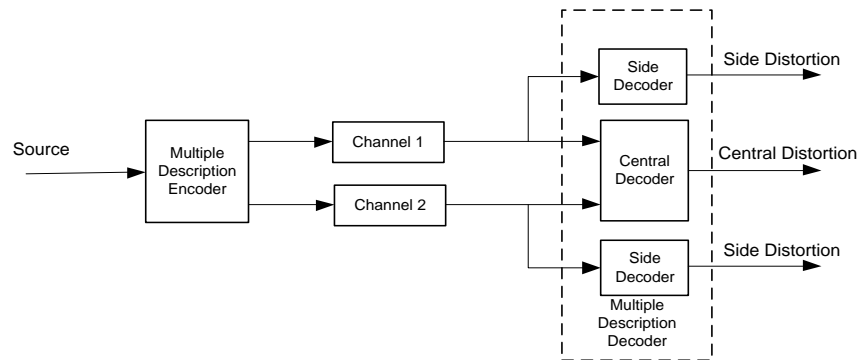 Source
Multiple
Description
Encoder
Channel 1
Channel 2
Side
Decoder
Central
Decoder
Side
Decoder
Multiple
Description
Decoder
Side Distortion
Central Distortion
Side Distortion